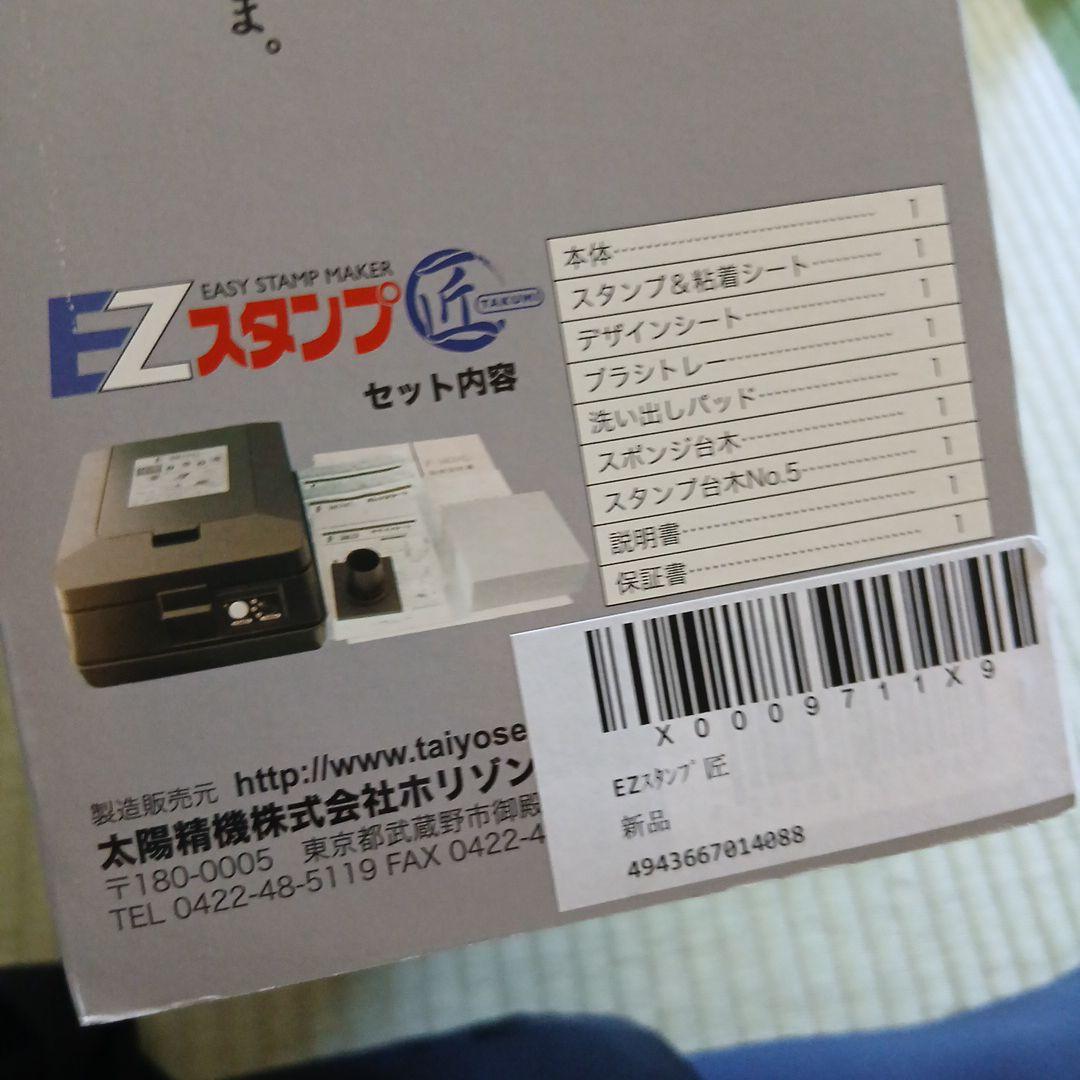 ま。
EASY STAMP MAKER
EZスタンプ 匠 TAKUMI
セット内容
本体 1
スタンプ&粘着シート 1
デザインシート 1
ブラシトレー 1
洗い出しパッド 1
スポンジ台木 1
スタンプ台木No.5 1
説明書 1
保証書 1
製造販売元 http://www.taiyose
太陽精機株式会社ホリゾン
〒180-0005 東京都武蔵野市御殿
TEL 0422-48-5119 FAX 0422-4
X0009711X9
EZｽﾀﾝﾌﾟ 匠
新品
4943667014088